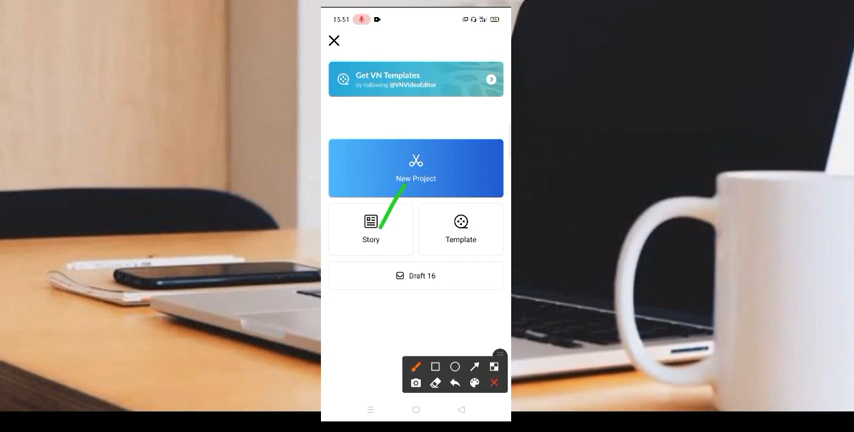 13.51
Get VN Templates
by following @VNVideoEditor
New Project
Story
Template
Draft 16